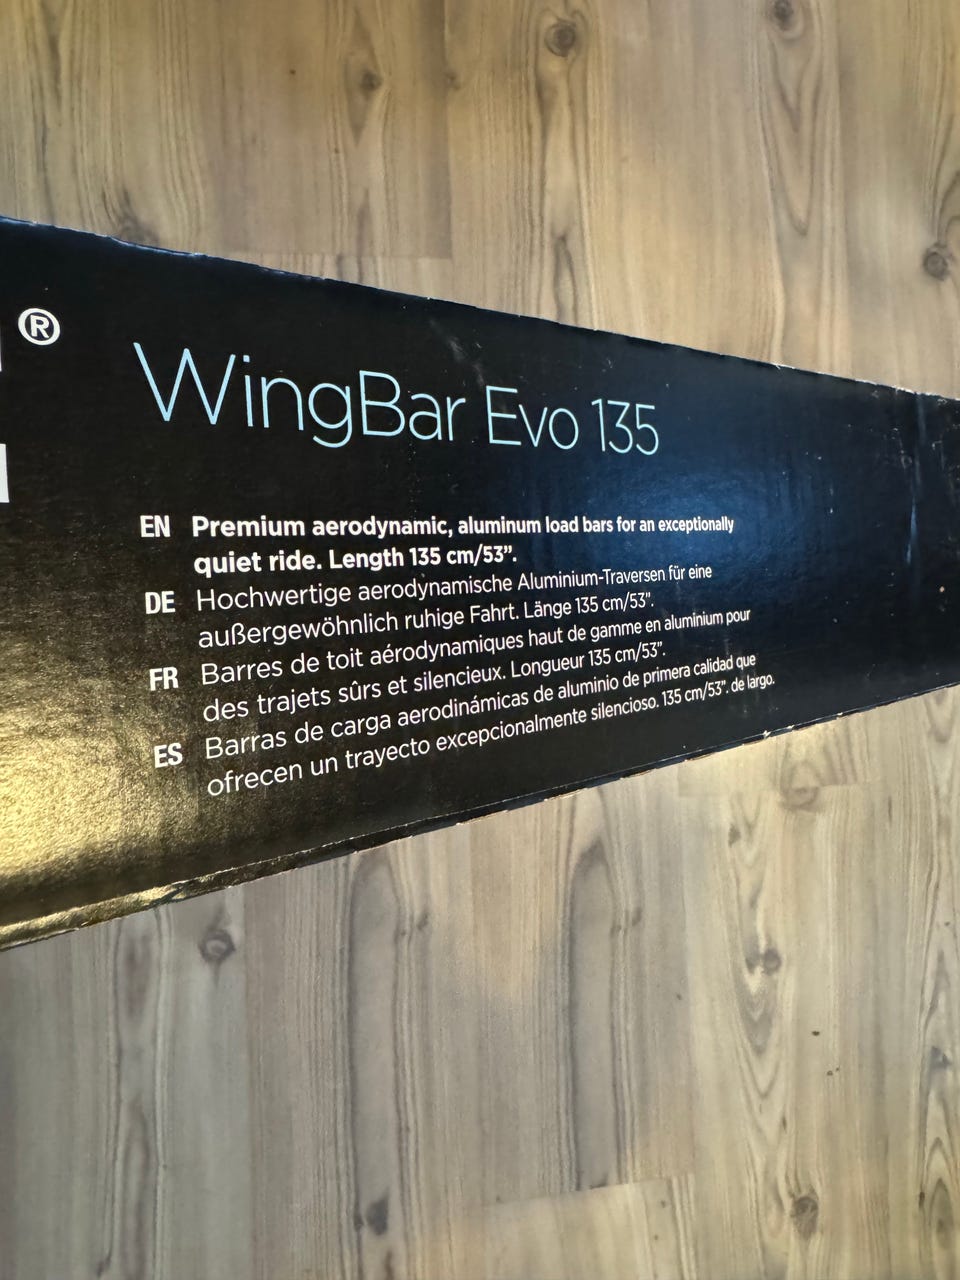 ®
WingBar Evo 135
EN Premium aerodynamic, aluminum load bars for an exceptionally
quiet ride. Length 135 cm/53”.
DE Hochwertige aerodynamische Aluminium-Traversen für eine
außergewöhnlich ruhige Fahrt. Länge 135 cm/53”.
FR Barres de toit aérodynamiques haut de gamme en aluminium pour
des trajets sûrs et silencieux. Longueur 135 cm/53”.
ES Barras de carga aerodinámicas de aluminio de primera calidad que
ofrecen un trayecto excepcionalmente silencioso. 135 cm/53”. de largo.